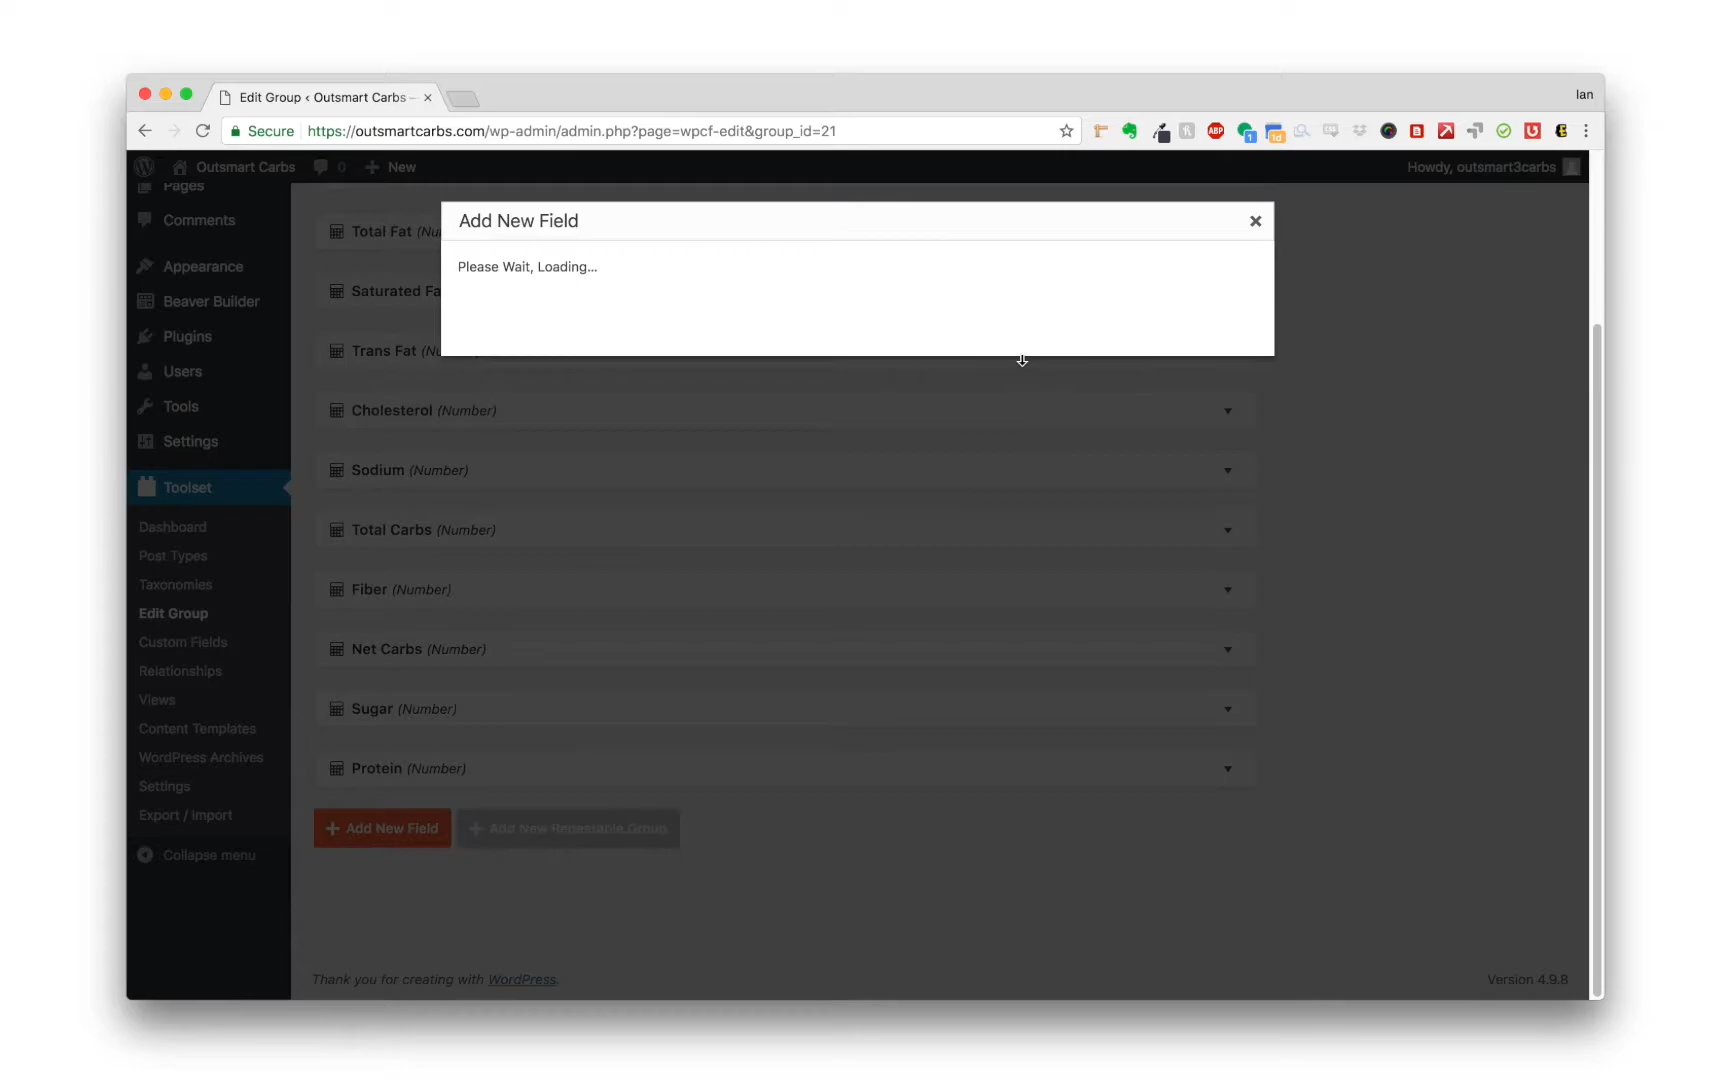 Edit Group ‹ Outsmart Carbs –
Ian
Secure
https://outsmartcarbs.com/wp-admin/admin.php?page=wpcf-edit&group_id=21
ABP
1
1d
Outsmart Carbs
0
New
Howdy, outsmart3carbs
Pages
Comments
Appearance
Beaver Builder
Plugins
Users
Tools
Settings
Toolset
Dashboard
Post Types
Taxonomies
Edit Group
Custom Fields
Relationships
Views
Content Templates
WordPress Archives
Settings
Export / Import
Collapse menu
Add New Field
Please Wait, Loading...
Total Fat (Nu
Saturated Fa
Trans Fat (Nu
Cholesterol (Number)
Sodium (Number)
Total Carbs (Number)
Fiber (Number)
Net Carbs (Number)
Sugar (Number)
Protein (Number)
Add New Field
Add New Repeatable Group
Thank you for creating with WordPress.
Version 4.9.8